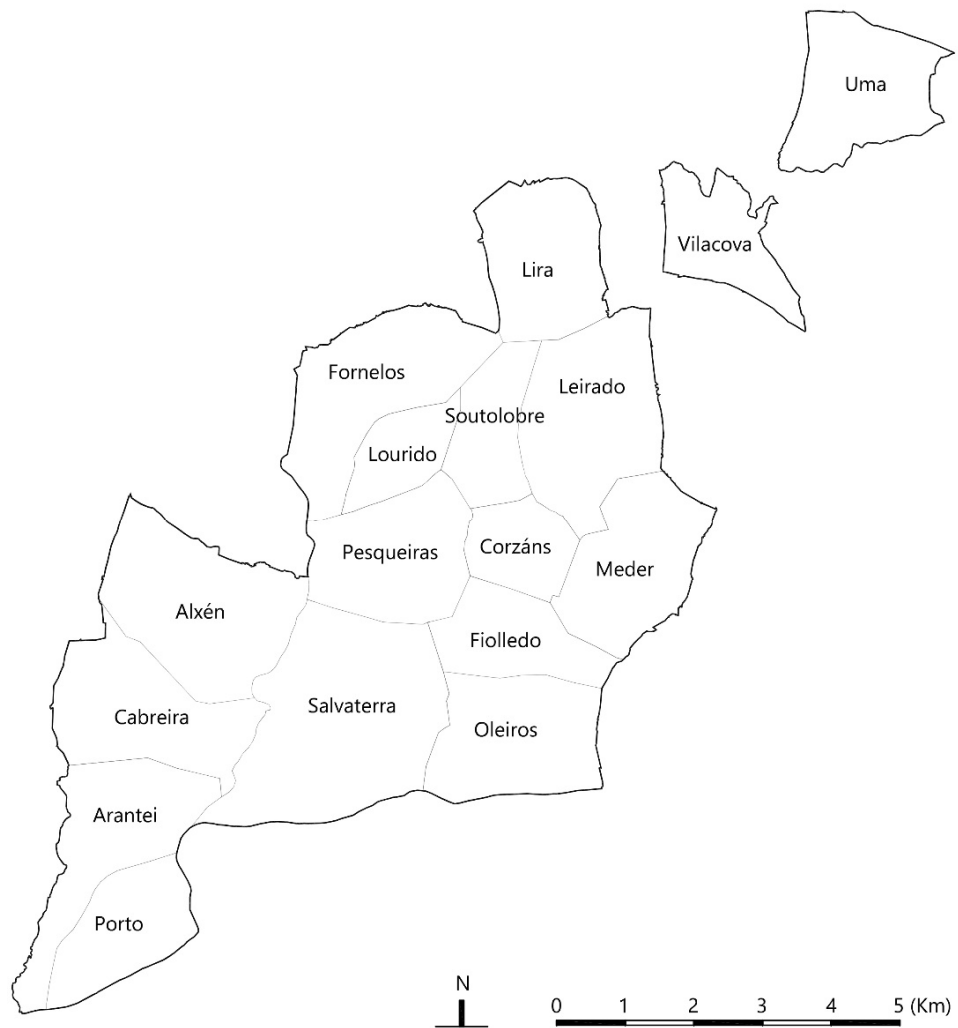 Uma
Vilacova
Lira
Fornelos
Leirado
Soutolobre
Lourido
Pesqueiras
Corzáns
Meder
Alxén
Fiolledo
Salvaterra
Cabreira
Oleiros
Arantei
Porto
N
0 1 2 3 4 5 (Km)